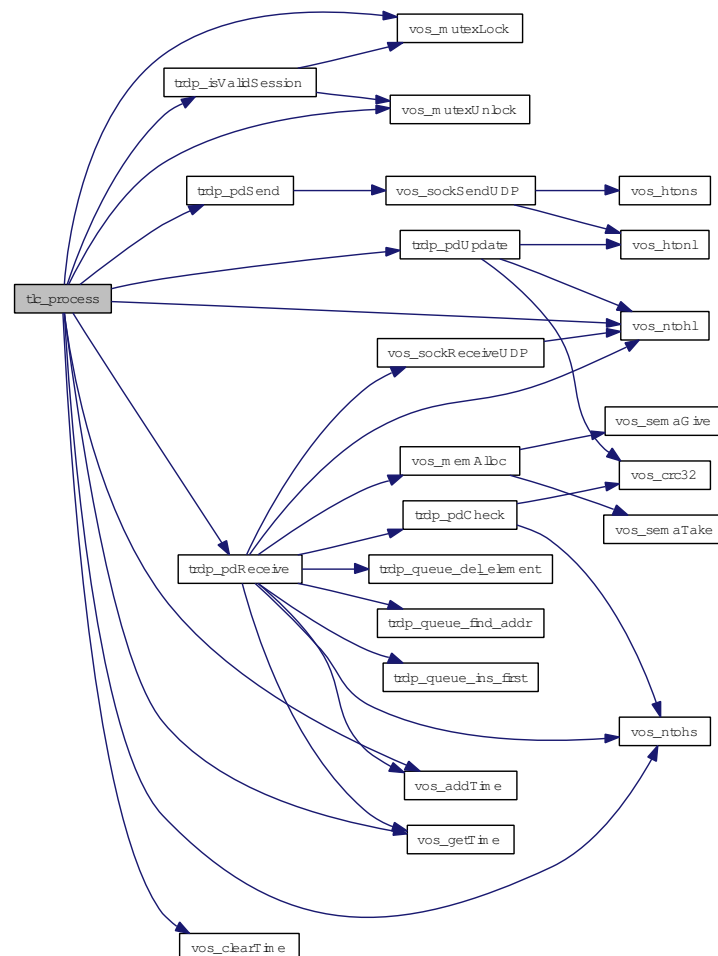 vos_mutexLock
trdp_isValidSession
vos_mutexUnlock
trdp_pdSend
vos_sockSendUDP
vos_htons
trdp_pdUpdate
vos_htonl
tlc_process
vos_ntohl
vos_sockReceiveUDP
vos_semaGive
vos_memAlloc
vos_crc32
trdp_pdCheck
vos_semaTake
trdp_pdReceive
trdp_queue_del_element
trdp_queue_find_addr
trdp_queue_ins_first
vos_ntohs
vos_addTime
vos_getTime
vos_clearTime